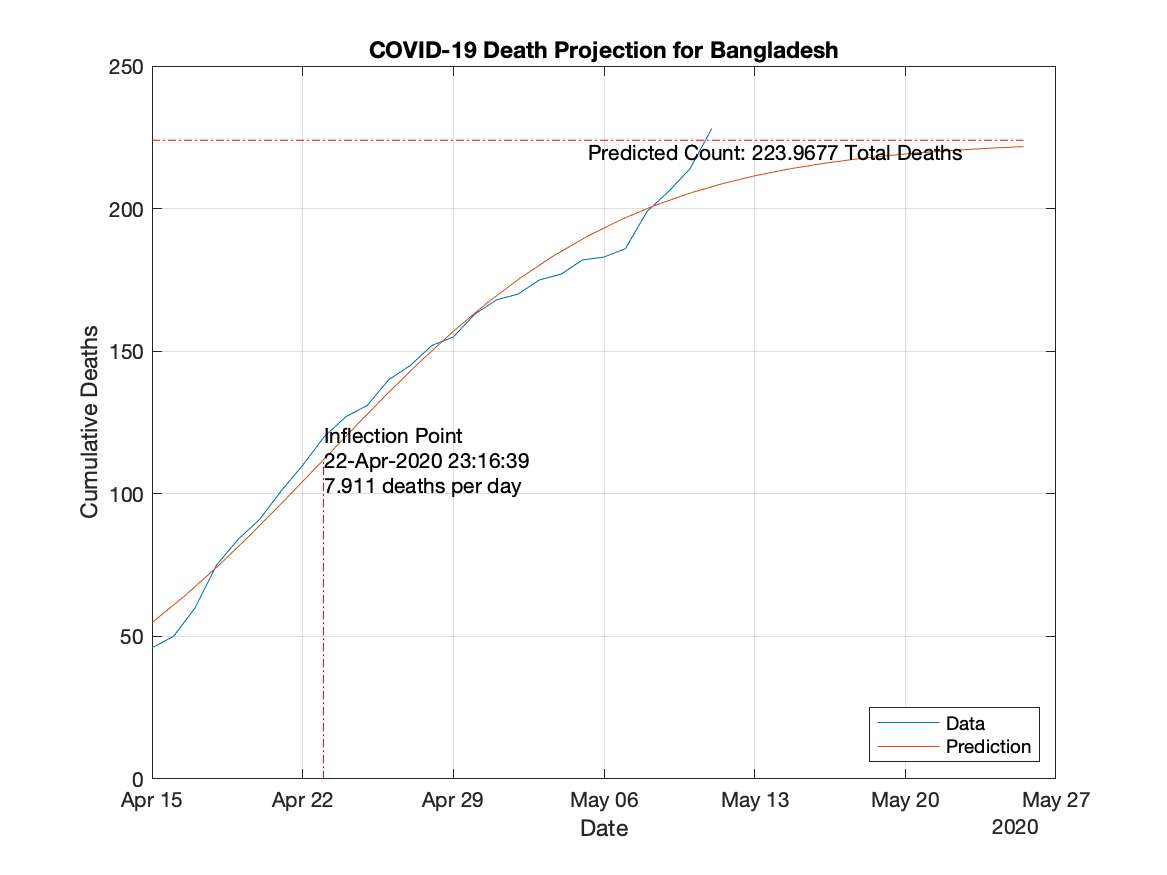 COVID-19 Death Projection for Bangladesh
250
200
150
100
50
0
Cumulative Deaths
Predicted Count: 223.9677 Total Deaths
Inflection Point
22-Apr-2020 23:16:39
7.911 deaths per day
Data
Prediction
Apr 15 Apr 22 Apr 29 May 06 May 13 May 20 May 27
Date
2020